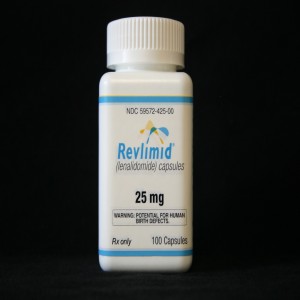 NDC 59572-425-00
Revlimid®
(lenalidomide) capsules
25 mg
WARNING: POTENTIAL FOR HUMAN
BIRTH DEFECTS.
Rx only 100 Capsules